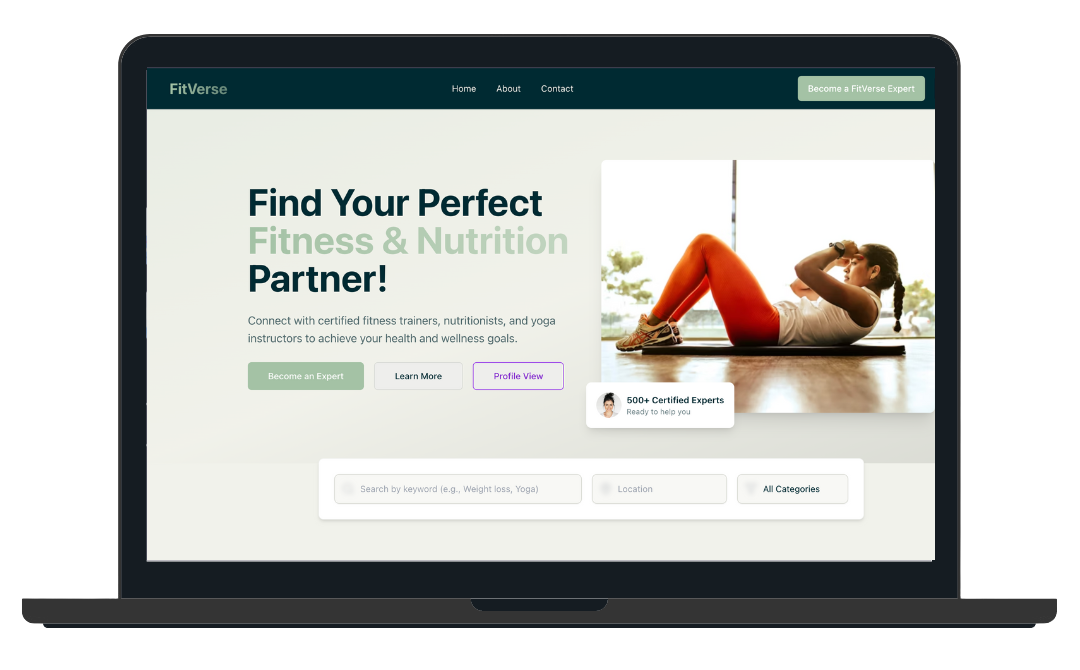 FitVerse
Home
About
Contact
Become a FitVerse Expert
Find Your Perfect
Fitness & Nutrition
Partner!
Connect with certified fitness trainers, nutritionists, and yoga
instructors to achieve your health and wellness goals.
Become an Expert
Learn More
Profile View
500+ Certified Experts
Ready to help you
Search by keyword (e.g., Weight loss, Yoga)
Location
All Categories